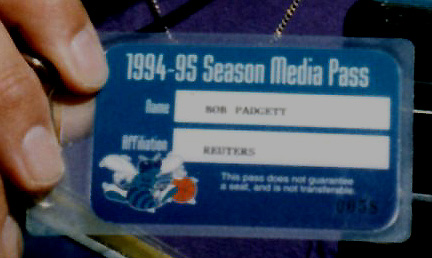 1994-95 Season Media Pass
Name BOB PADGETT
Affiliation REUTERS
This pass does not guarantee
a seat, and is not transferable.